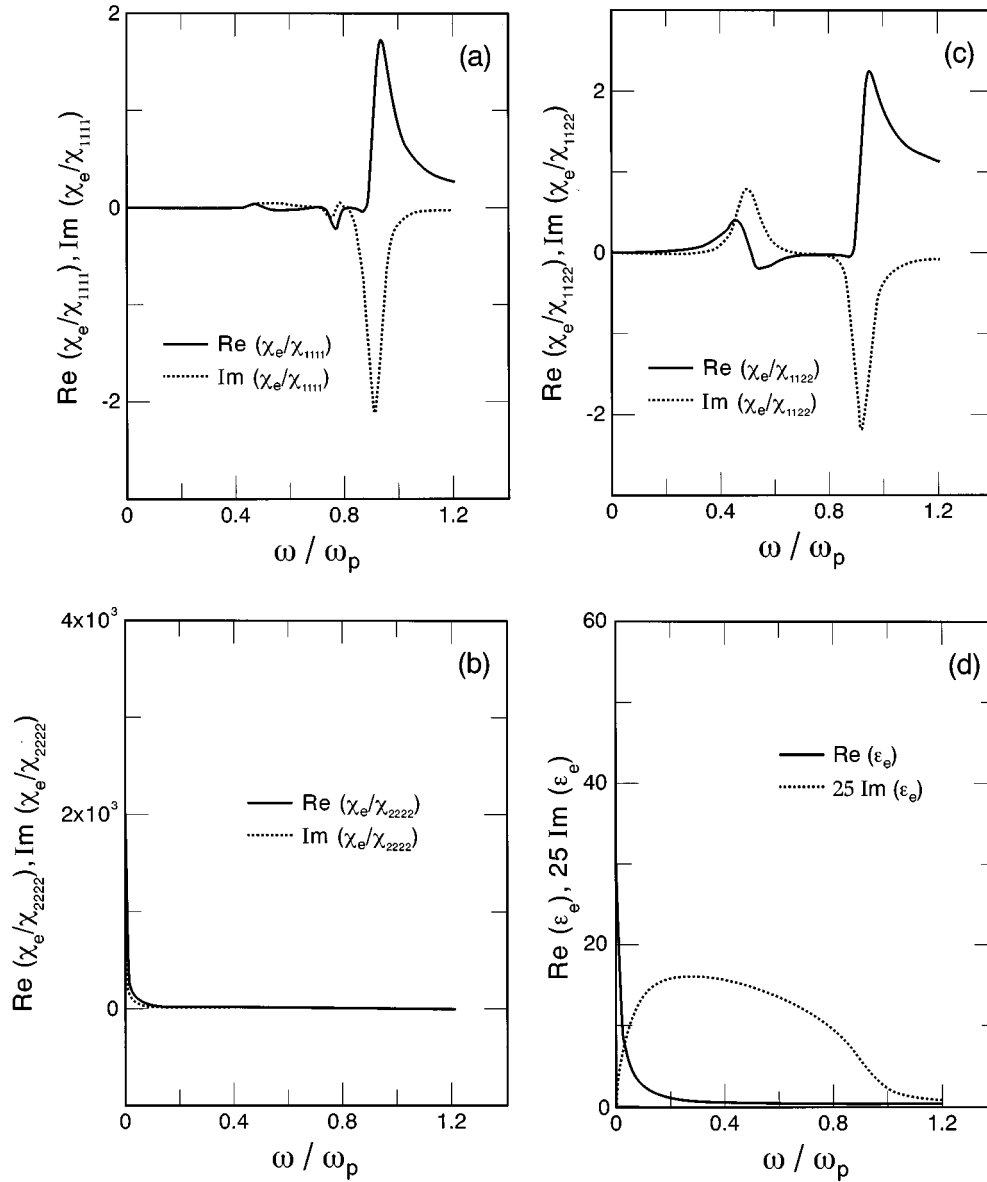 (a)
2
0
-2
Re (χₑ/χ₁₁₁₁), Im (χₑ/χ₁₁₁₁)
Re (χₑ/χ₁₁₁₁)
Im (χₑ/χ₁₁₁₁)
0 0.4 0.8 1.2
ω / ωₚ
(c)
2
0
-2
Re (χₑ/χ₁₁₂₂), Im (χₑ/χ₁₁₂₂)
Re (χₑ/χ₁₁₂₂)
Im (χₑ/χ₁₁₂₂)
0 0.4 0.8 1.2
ω / ωₚ
(b)
4x10³
2x10³
0
Re (χₑ/χ₂₂₂₂), Im (χₑ/χ₂₂₂₂)
Re (χₑ/χ₂₂₂₂)
Im (χₑ/χ₂₂₂₂)
0 0.4 0.8 1.2
ω / ωₚ
(d)
60
40
20
0
Re (εₑ), 25 Im (εₑ)
Re (εₑ)
25 Im (εₑ)
0 0.4 0.8 1.2
ω / ωₚ